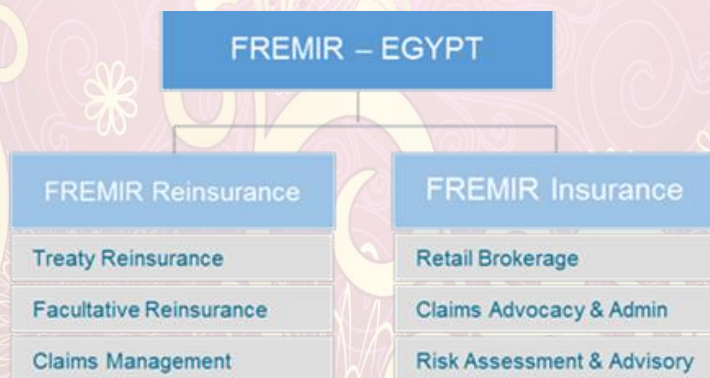 FREMIR – EGYPT
FREMIR Reinsurance
Treaty Reinsurance
Facultative Reinsurance
Claims Management
FREMIR Insurance
Retail Brokerage
Claims Advocacy & Admin
Risk Assessment & Advisory